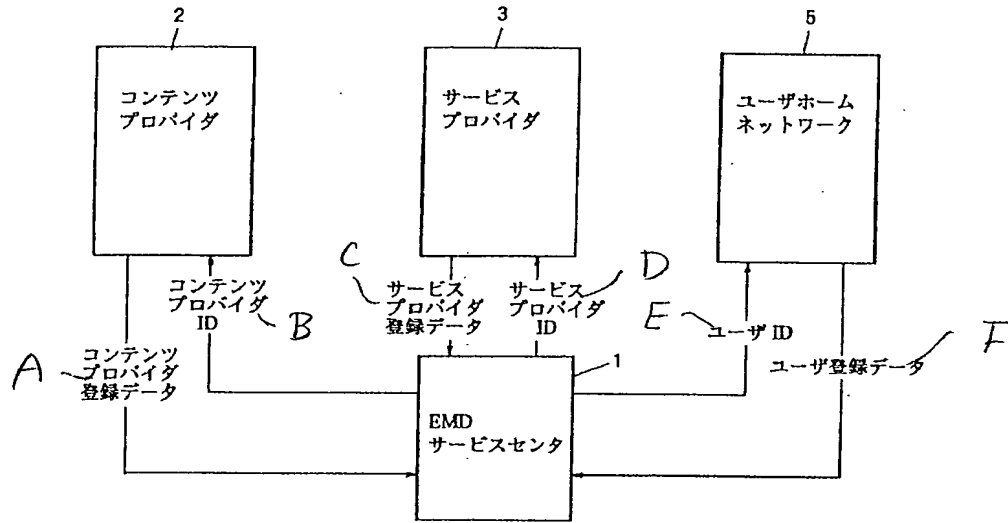 2
3
5
コンテンツ
プロバイダ
サービス
プロバイダ
ユーザホーム
ネットワーク
C
D
コンテンツ
プロバイダ
ID
B
サービス
プロバイダ
登録データ
サービス
プロバイダ
ID
E
ユーザ ID
F
A
コンテンツ
プロバイダ
登録データ
1
ユーザ登録データ
EMD
サービスセンタ